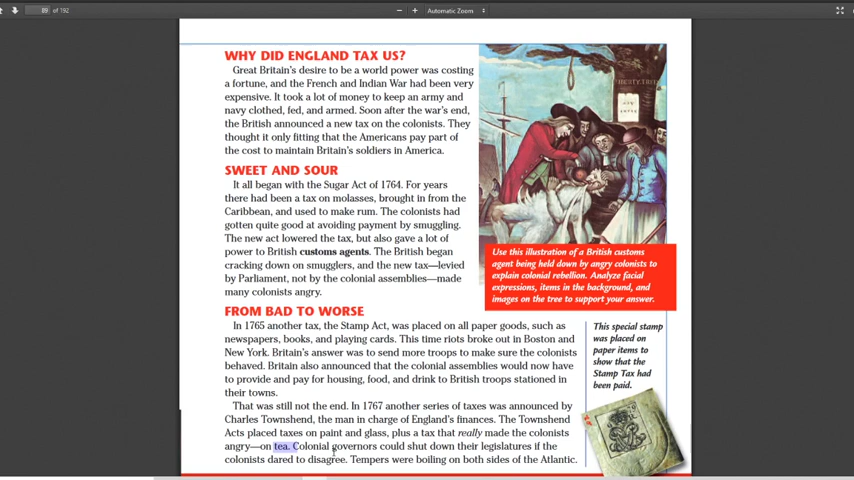 89 of 192
Automatic Zoom
WHY DID ENGLAND TAX US?
Great Britain's desire to be a world power was costing
a fortune, and the French and Indian War had been very
expensive. It took a lot of money to keep an army and
navy clothed, fed, and armed. Soon after the war's end,
the British announced a new tax on the colonists. They
thought it only fitting that the Americans pay part of
the cost to maintain Britain's soldiers in America.
SWEET AND SOUR
It all began with the Sugar Act of 1764. For years
there had been a tax on molasses, brought in from the
Caribbean, and used to make rum. The colonists had
gotten quite good at avoiding payment by smuggling.
The new act lowered the tax, but also gave a lot of
power to British customs agents. The British began
cracking down on smugglers, and the new tax—levied
by Parliament, not by the colonial assemblies—made
many colonists angry.
LIBERTY TREE
Use this illustration of a British customs
agent being held down by angry colonists to
explain colonial rebellion. Analyze facial
expressions, items in the background, and
images on the tree to support your answer.
FROM BAD TO WORSE
In 1765 another tax, the Stamp Act, was placed on all paper goods, such as
newspapers, books, and playing cards. This time riots broke out in Boston and
New York. Britain's answer was to send more troops to make sure the colonists
behaved. Britain also announced that the colonial assemblies would now have
to provide and pay for housing, food, and drink to British troops stationed in
their towns.
That was still not the end. In 1767 another series of taxes was announced by
Charles Townshend, the man in charge of England's finances. The Townshend
Acts placed taxes on paint and glass, plus a tax that really made the colonists
angry—on tea. Colonial governors could shut down their legislatures if the
colonists dared to disagree. Tempers were boiling on both sides of the Atlantic.
This special stamp
was placed on
paper items to
show that the
Stamp Tax had
been paid.